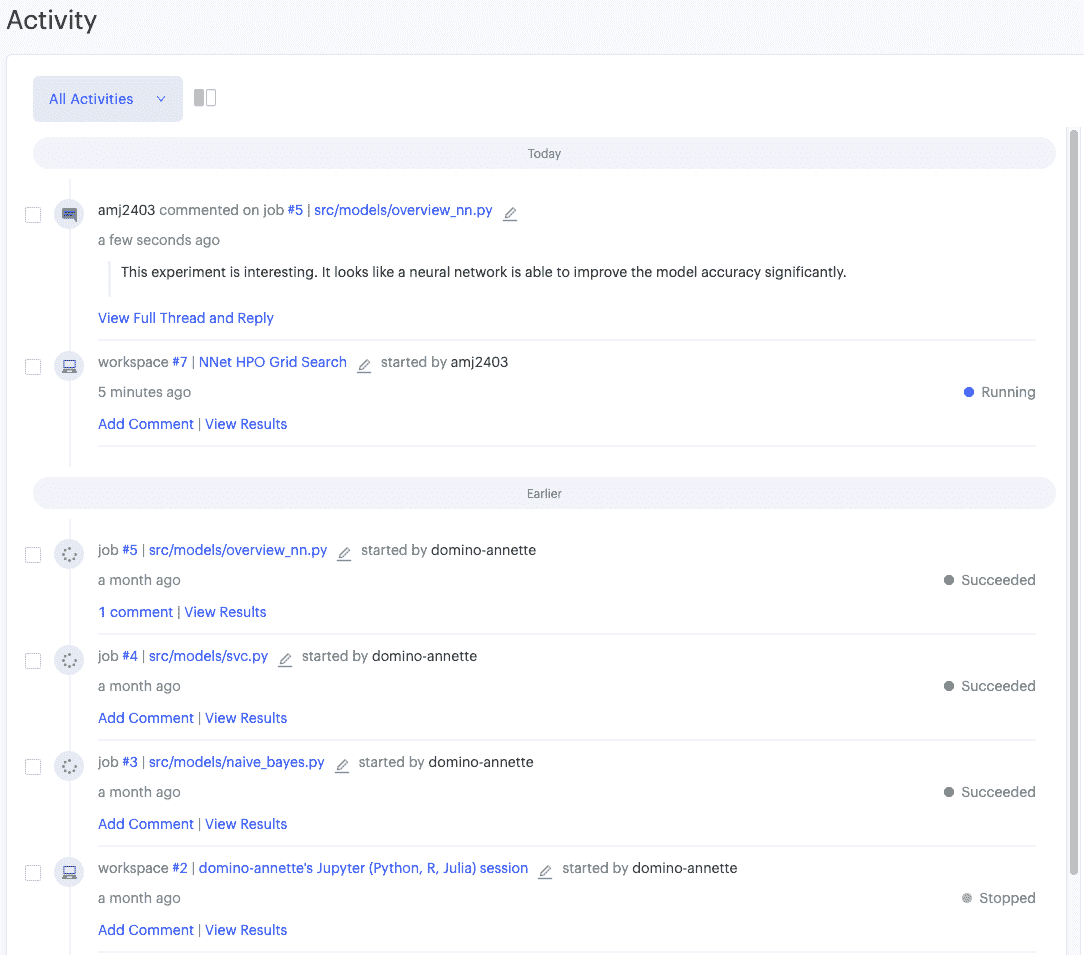 Activity
All Activities
Today
amj2403 commented on job #5 | src/models/overview_nn.py
a few seconds ago
This experiment is interesting. It looks like a neural network is able to improve the model accuracy significantly.
View Full Thread and Reply
workspace #7 | NNet HPO Grid Search started by amj2403
5 minutes ago Running
Add Comment | View Results
Earlier
job #5 | src/models/overview_nn.py started by domino-annette
a month ago Succeeded
1 comment | View Results
job #4 | src/models/svc.py started by domino-annette
a month ago Succeeded
Add Comment | View Results
job #3 | src/models/naive_bayes.py started by domino-annette
a month ago Succeeded
Add Comment | View Results
workspace #2 | domino-annette's Jupyter (Python, R, Julia) session started by domino-annette
a month ago Stopped
Add Comment | View Results